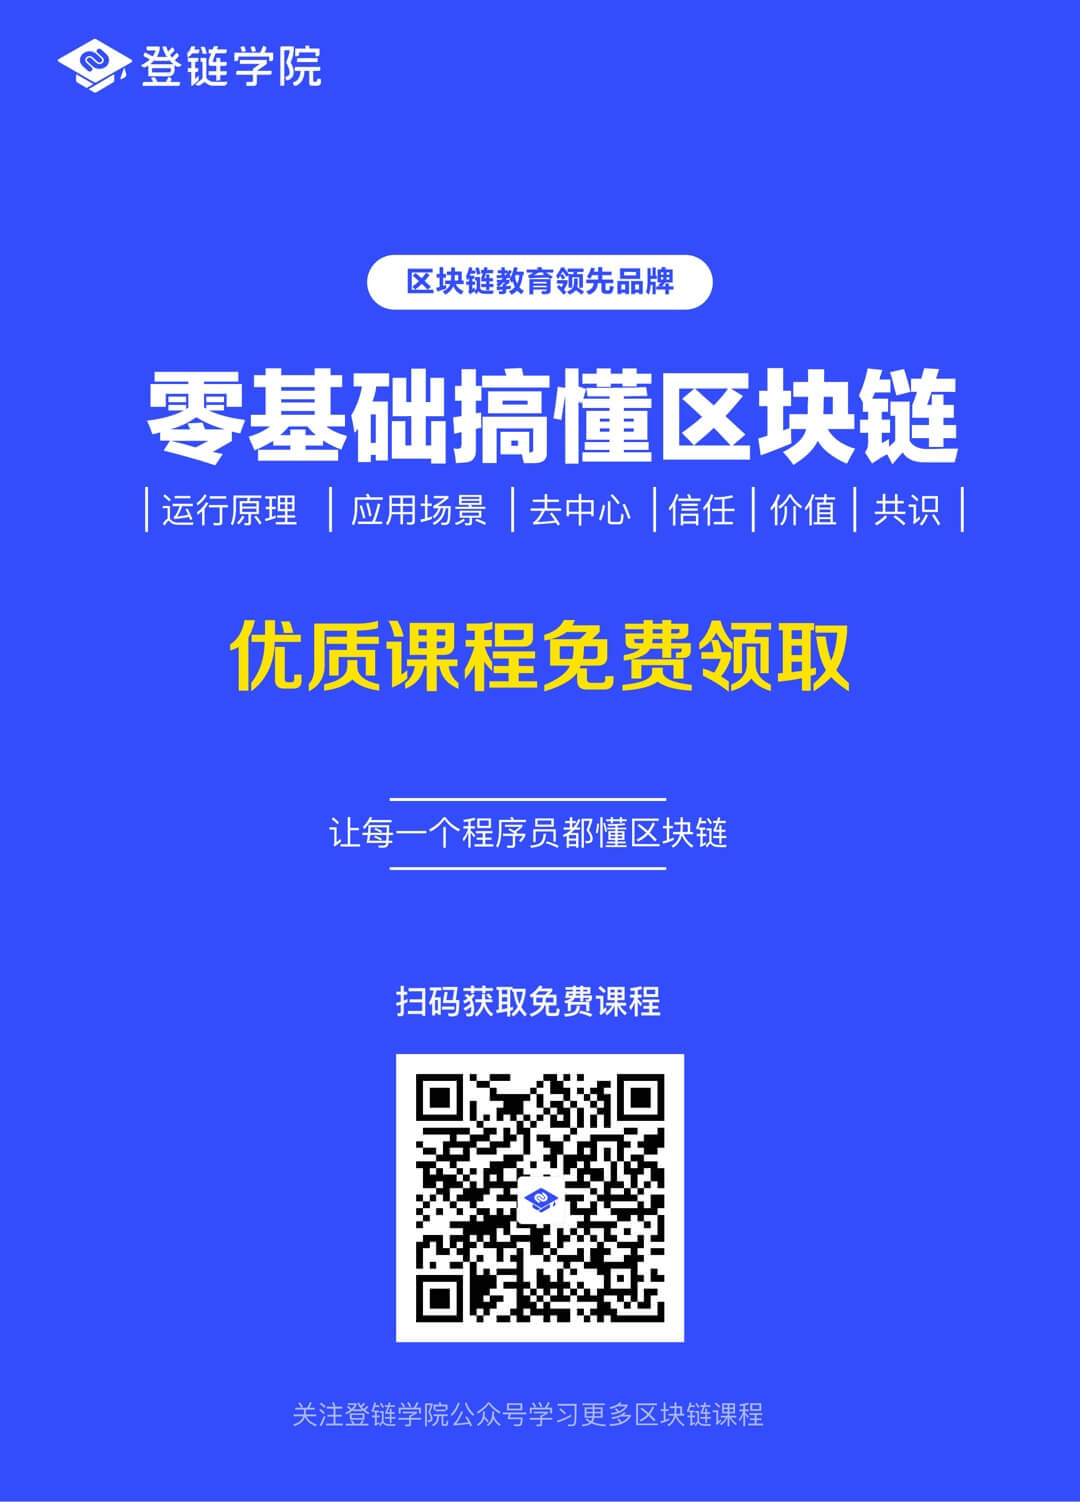 登链学院
区块链教育领先品牌
零基础搞懂区块链
| 运行原理 | 应用场景 | 去中心 | 信任 | 价值 | 共识 |
优质课程免费领取
让每一个程序员都懂区块链
扫码获取免费课程
关注登链学院公众号学习更多区块链课程